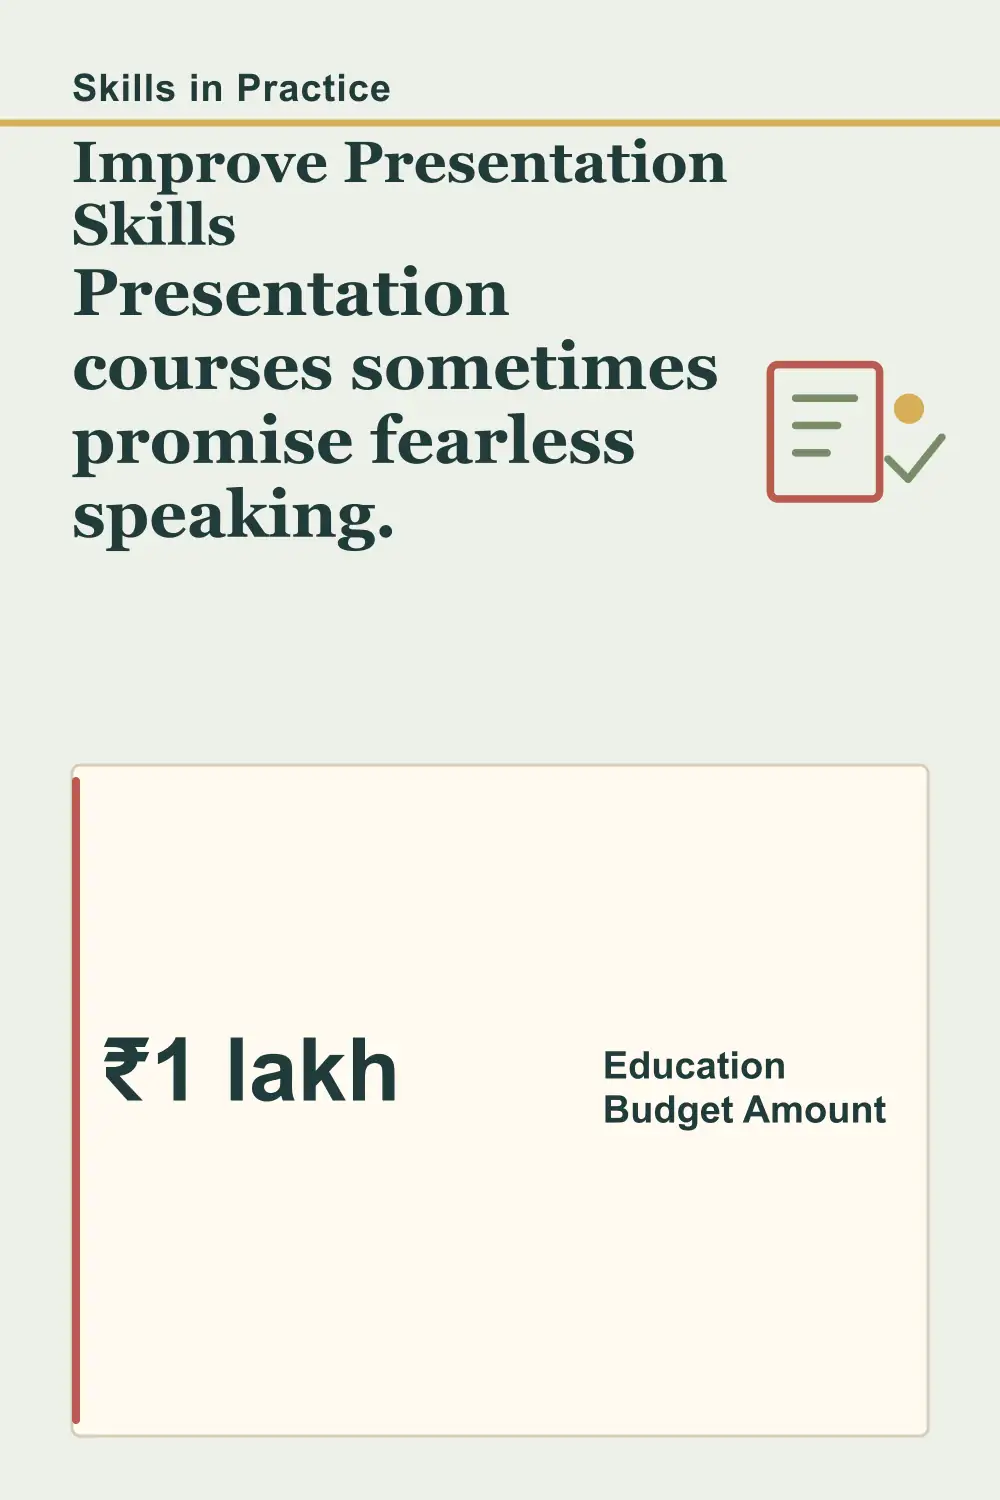 Skills in Practice
Improve Presentation
Skills
Presentation
courses sometimes
promise fearless
speaking.
₹1 lakh
Education
Budget Amount